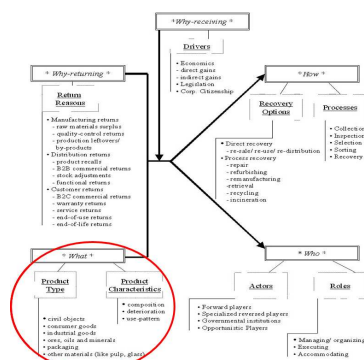 *Why-receiving *
Drivers
• Economics
- direct gains
- indirect gains
• Legislation
• Corp. Citizenship
* Why-returning *
Return
Reasons
• Manufacturing returns
- raw materials surplus
- quality-control returns
- production leftovers/
by-products
• Distribution returns
- product recalls
- B2B commercial returns
- stock adjustments
- functional returns
• Customer returns
- B2C commercial returns
- warranty returns
- service returns
- end-of-use returns
- end-of-life returns
* How *
Recovery
Options
• Direct recovery
- re-sale/ re-use/ re-distribution
• Process recovery
- repair
- refurbishing
- remanufacturing
-retrieval
- recycling
- incineration
Processes
• Collection
• Inspection
• Selection
• Sorting
• Recovery
* What *
Product
Type
• civil objects
• consumer goods
• industrial goods
• ores, oils and minerals
• packaging
• other materials (like pulp, glass)
Product
Characteristics
• composition
• deterioration
• use-pattern
* Who *
Actors
• Forward players
• Specialized reversed players
• Governmental institutions
• Opportunistic Players
Roles
• Managing/ organizing
• Executing
• Accommodating